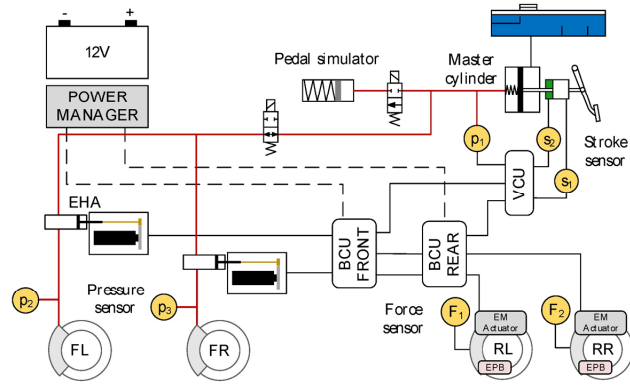 -
+
12V
Pedal simulator
Master
cylinder
POWER
MANAGER
p1
s2
Stroke
sensor
s1
VCU
EHA
BCU
FRONT
BCU
REAR
p2
Pressure
sensor
p3
Force
sensor
F1
EM
Actuator
F2
EM
Actuator
FL
FR
RL
RR
EPB
EPB